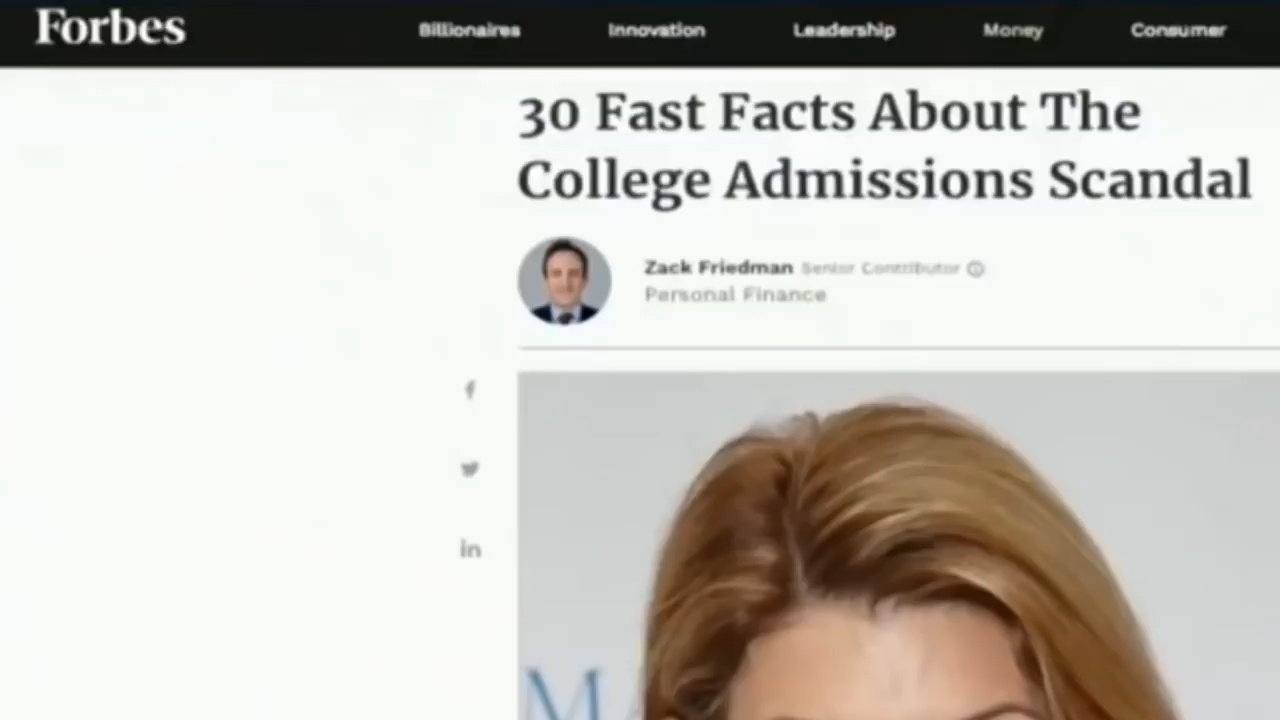 Forbes
Billionaires Innovation Leadership Money Consumer
30 Fast Facts About The
College Admissions Scandal
Zack Friedman Senior Contributor
Personal Finance
f
in
M